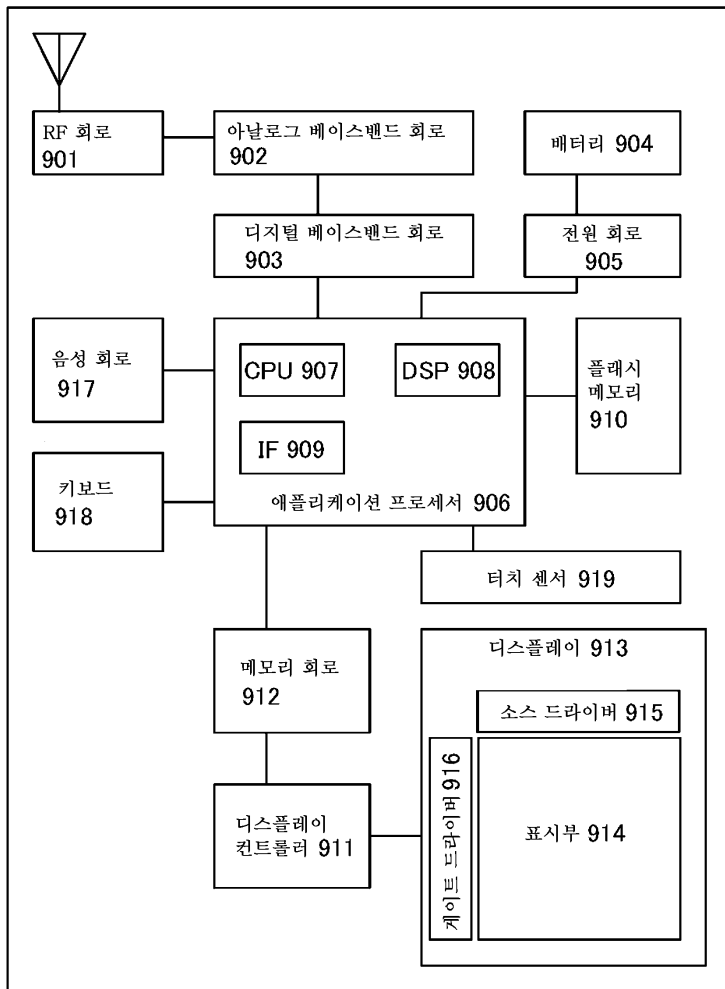 RF 회로
901
아날로그 베이스밴드 회로
902
배터리 904
디지털 베이스밴드 회로
903
전원 회로
905
음성 회로
917
CPU 907
DSP 908
플래시
메모리
910
IF 909
키보드
918
애플리케이션 프로세서 906
터치 센서 919
메모리 회로
912
디스플레이 913
소스 드라이버 915
게이트 드라이버 916
표시부 914
디스플레이
컨트롤러 911